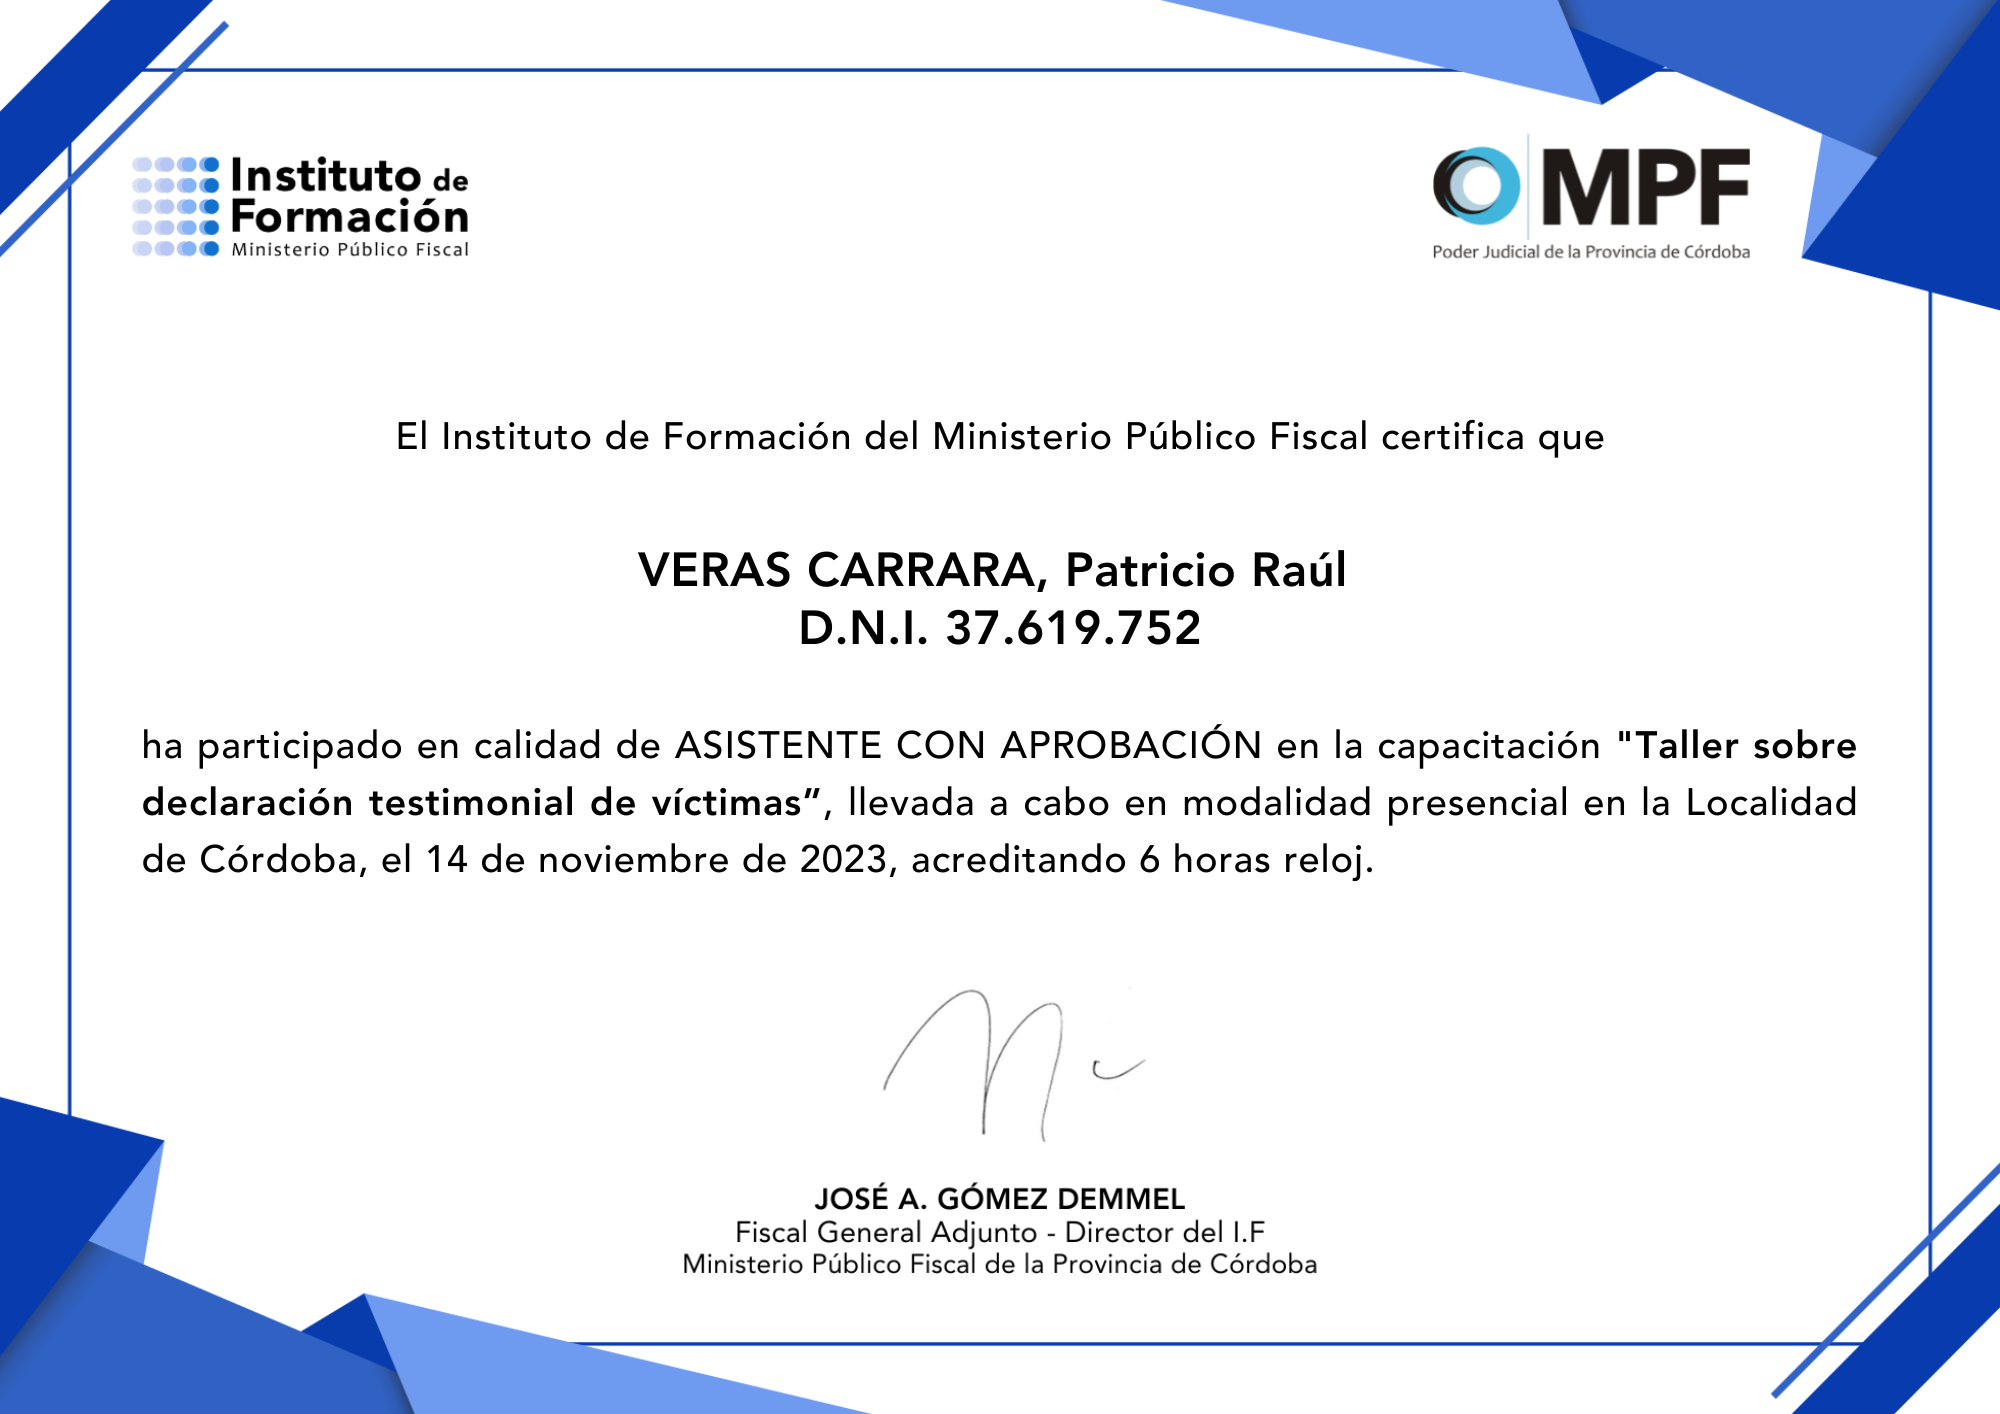 Instituto de
Formación
Ministerio Público Fiscal
MPF
Poder Judicial de la Provincia de Córdoba
El Instituto de Formación del Ministerio Público Fiscal certifica que
VERAS CARRARA, Patricio Raúl
D.N.I. 37.619.752
ha participado en calidad de ASISTENTE CON APROBACIÓN en la capacitación "Taller sobre
declaración testimonial de víctimas”, llevada a cabo en modalidad presencial en la Localidad
de Córdoba, el 14 de noviembre de 2023, acreditando 6 horas reloj.
JOSÉ A. GÓMEZ DEMMEL
Fiscal General Adjunto - Director del I.F
Ministerio Público Fiscal de la Provincia de Córdoba